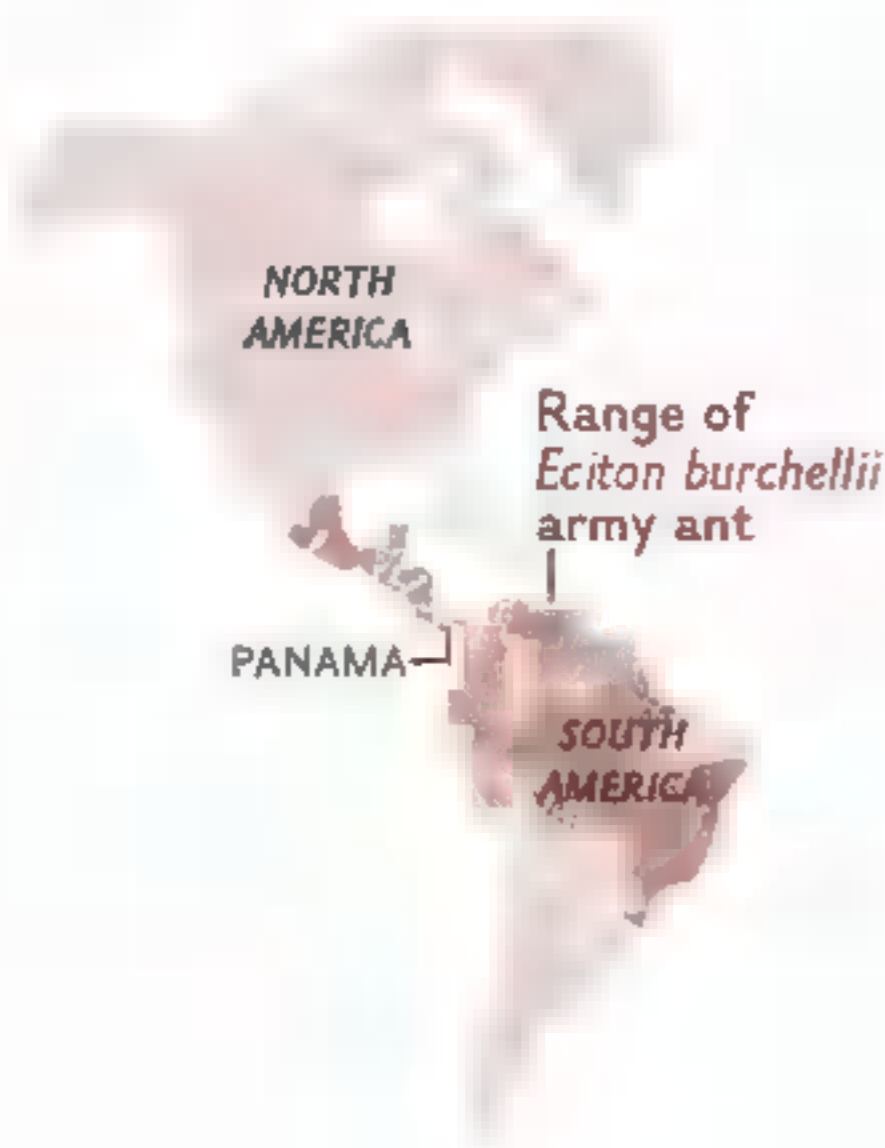 NORTH
AMERICA
Range of
Eciton burchellii
army ant
PANAMA
SOUTH
AMERICA